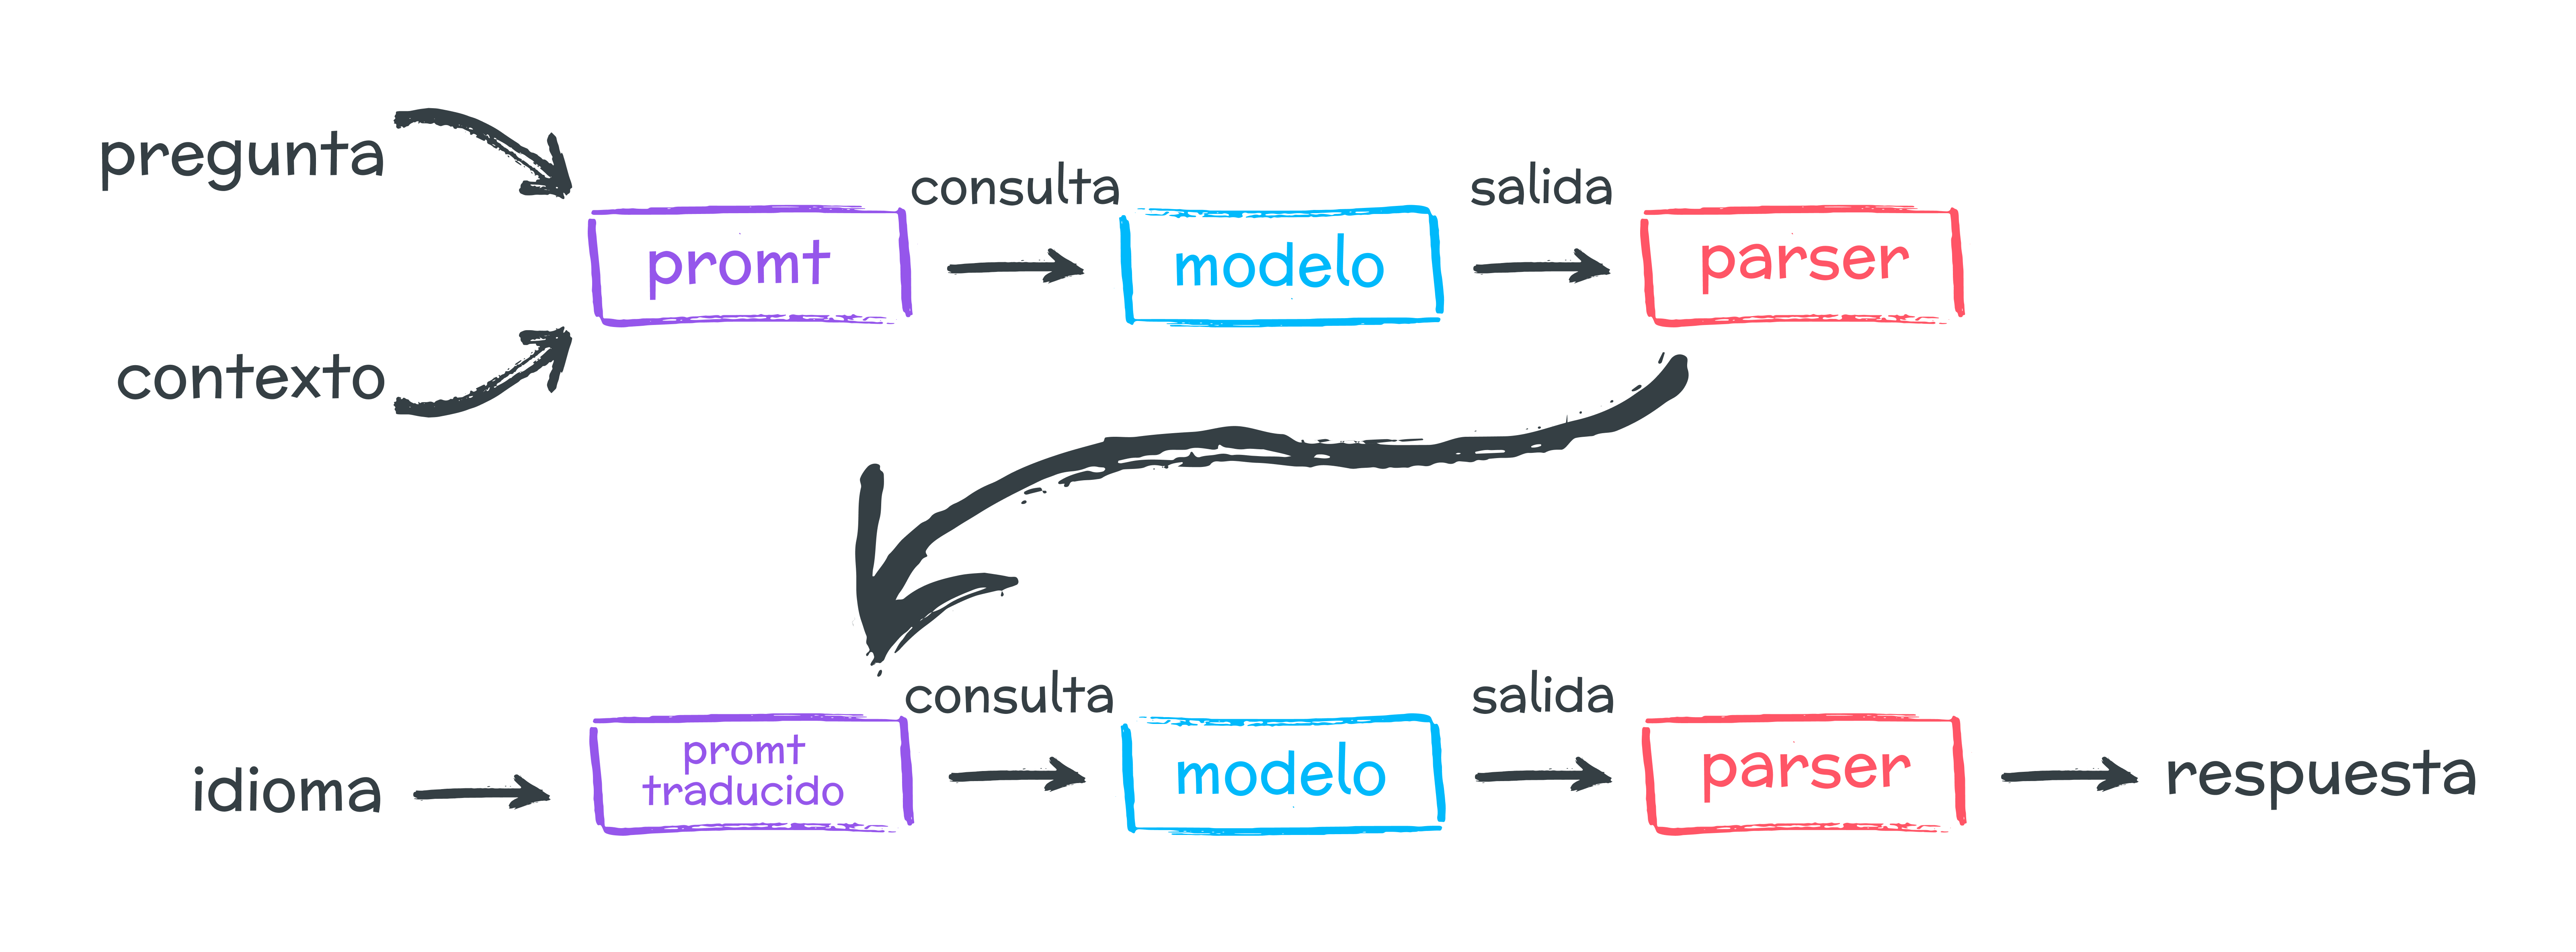 pregunta
contexto
promt
consulta
modelo
salida
parser
idioma
promt
traducido
consulta
modelo
salida
parser
respuesta